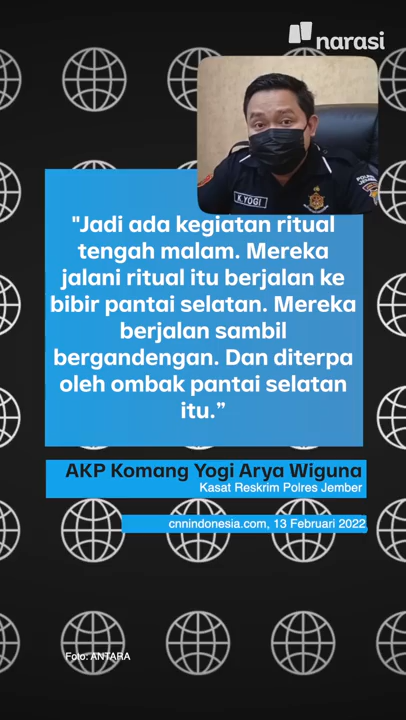 narasi
K.YOGI
"Jadi ada kegiatan ritual
tengah malam. Mereka
jalani ritual itu berjalan ke
bibir pantai selatan. Mereka
berjalan sambil
bergandengan. Dan diterpa
oleh ombak pantai selatan
itu.”
AKP Komang Yogi Arya Wiguna
Kasat Reskrim Polres Jember
cnnindonesia.com, 13 Februari 2022
Foto: ANTARA